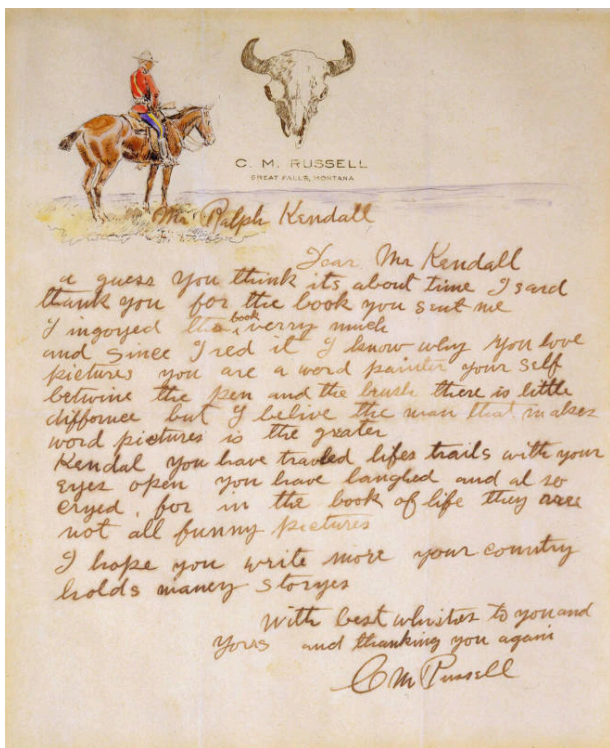 C. M. RUSSELL
GREAT FALLS, MONTANA
Mr Ralph Kendall
Dear Mr Kendall
a guess you think its about time I said
thank you for the book you sent me
I ingoyed the book verry much
and since I red it I know why you love
pictures you are a word painter your self
betwine the pen and the brush there is little
diffornce but I belive the man that makes
word pictures is the grater
Kendal you have traveled lifes trails with your
eyes open you have laughed and al so
cryed, for in the book of life they are
not all funny pictures
I hope you write more your country
holds maney storyes
With best whishes to you and
yours and thanking you again
C M Russell